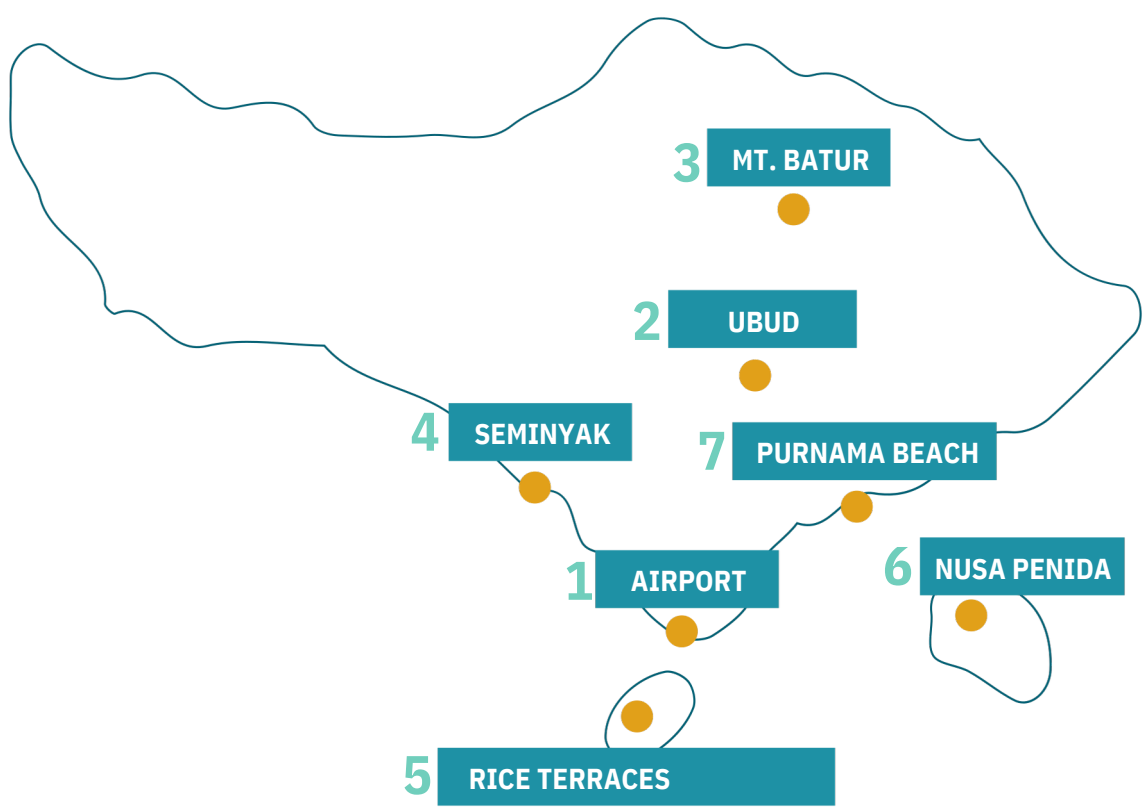 3 MT. BATUR
2 UBUD
4 SEMINYAK
7 PURNAMA BEACH
1 AIRPORT
6 NUSA PENIDA
5 RICE TERRACES